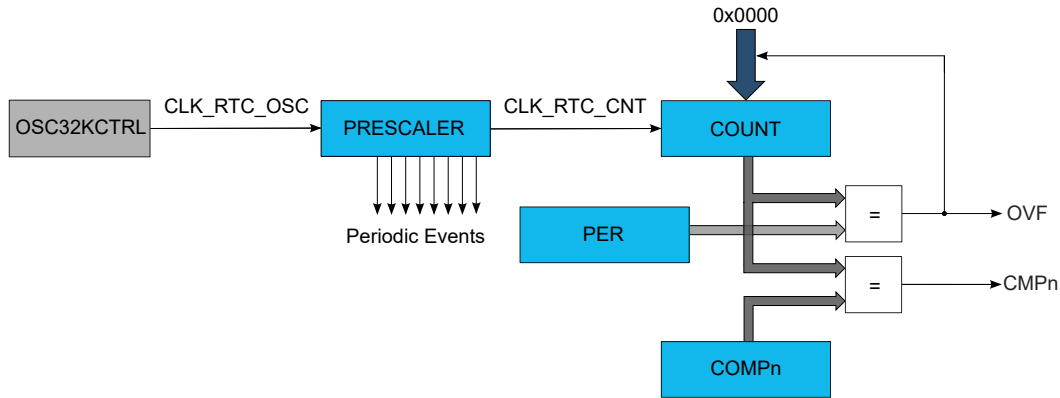 0x0000
OSC32KCTRL
CLK_RTC_OSC
PRESCALER
CLK_RTC_CNT
COUNT
Periodic Events
PER
=
OVF
=
CMPn
COMPn